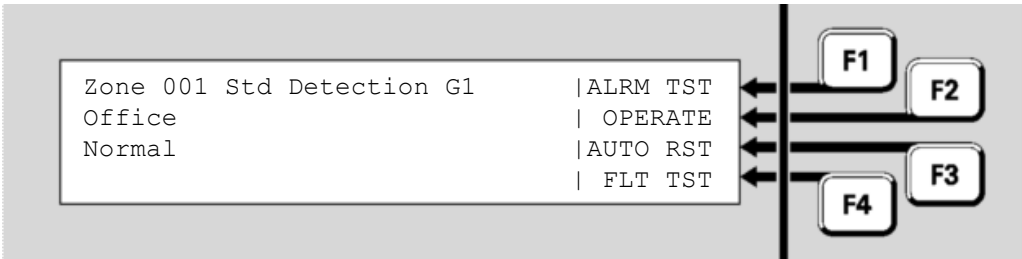 Zone 001 Std Detection G1 |ALRM TST
Office | OPERATE
Normal |AUTO RST
| FLT TST
F1
F2
F3
F4